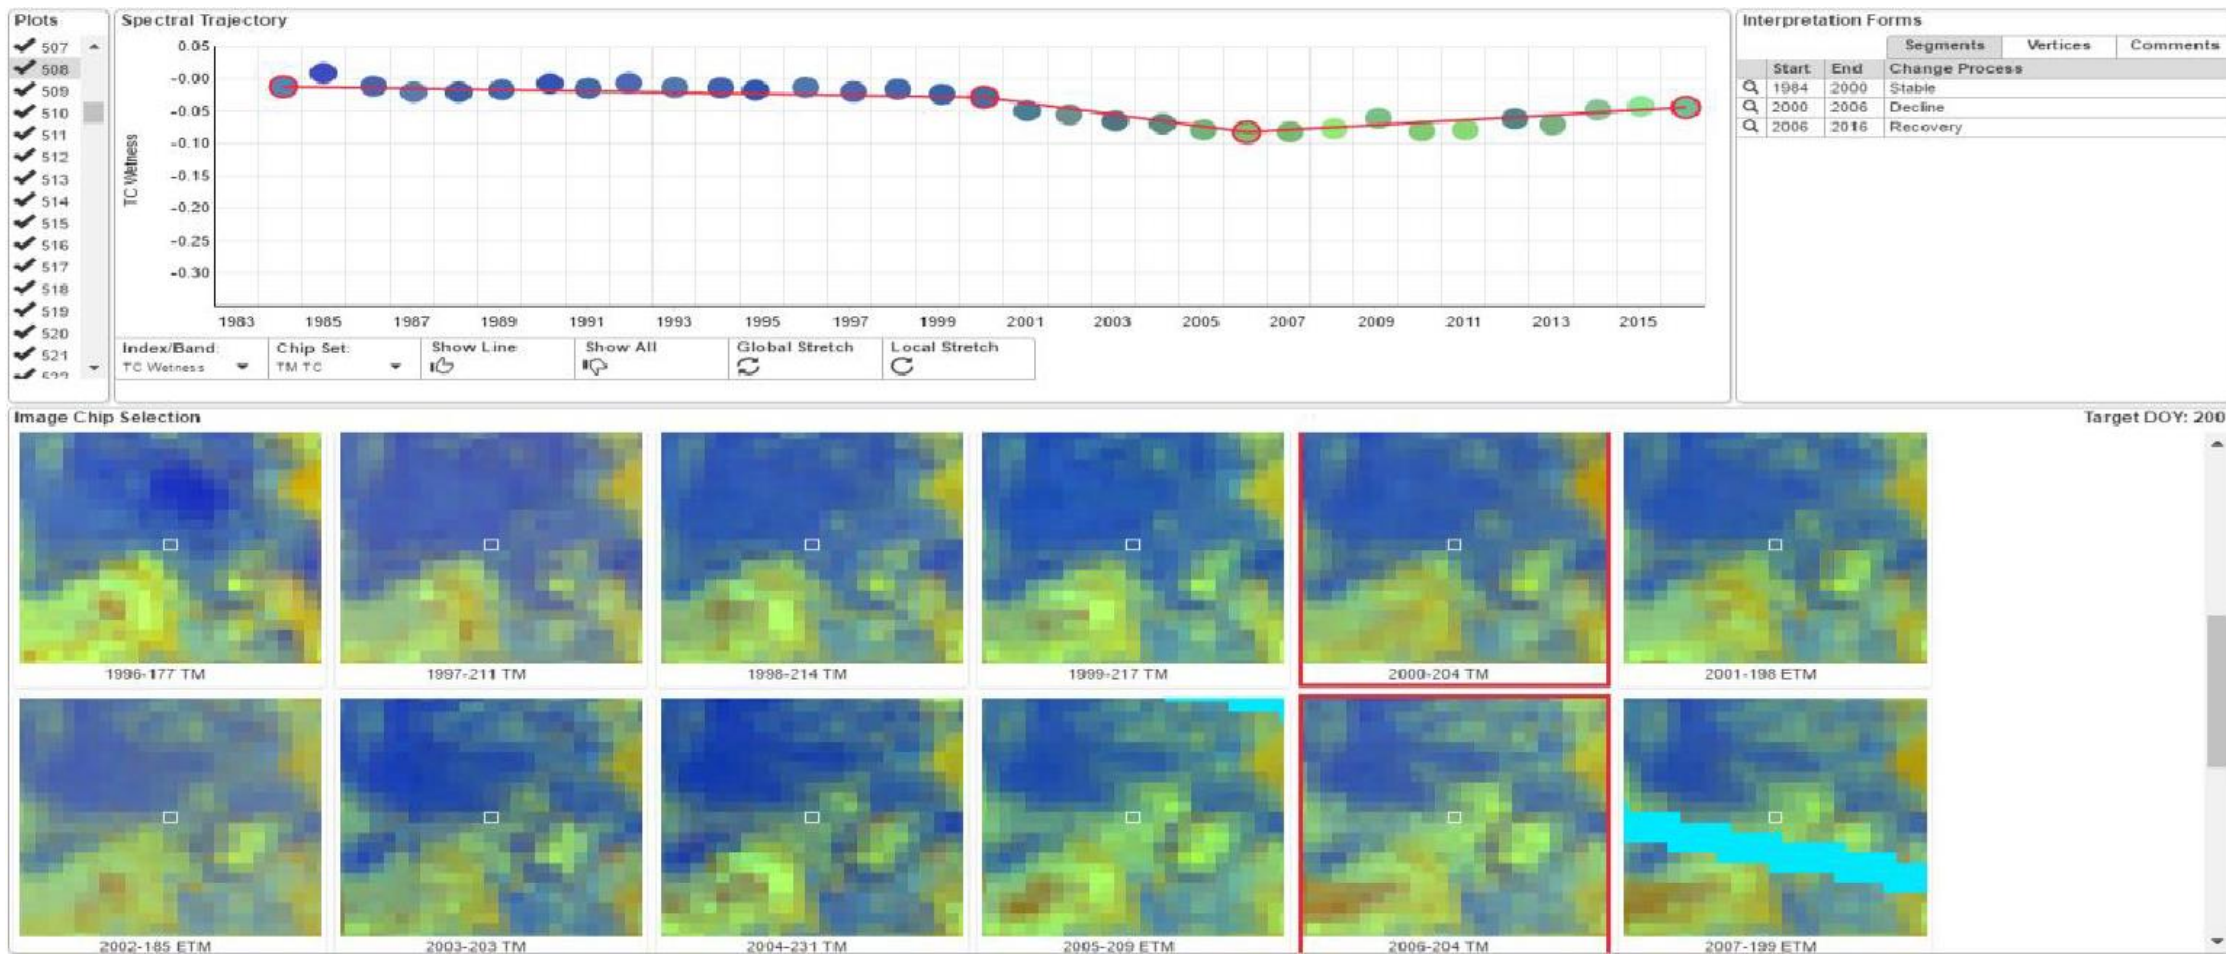 Plots
507
508
509
510
511
512
513
514
515
516
517
518
519
520
521
522
Spectral Trajectory
TC Wetness
0.05
-0.00
-0.05
-0.10
-0.15
-0.20
-0.25
-0.30
1983 1985 1987 1989 1991 1993 1995 1997 1999 2001 2003 2005 2007 2009 2011 2013 2015
Index/Band: Chip Set: Show Line Show All Global Stretch Local Stretch
TC Wetness TM TC
Interpretation Forms
Segments Vertices Comments
Start End Change Process
1984 2000 Stable
2000 2006 Decline
2006 2016 Recovery
Image Chip Selection Target DOY: 200
1996-177 TM 1997-211 TM 1998-214 TM 1999-217 TM 2000-204 TM 2001-198 ETM
2002-185 ETM 2003-203 TM 2004-231 TM 2005-209 ETM 2006-204 TM 2007-199 ETM